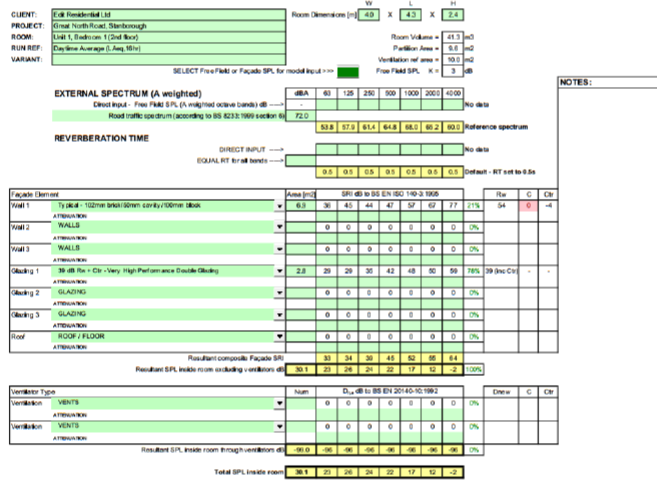 W L H
CLIENT: Edit Residential Ltd Room Dimensions [m] 4.0 X 4.3 X 2.4
PROJECT: Great North Road, Stanborough
ROOM: Unit 1, Bedroom 1 (2nd floor) Room Volume = 41.3 m3
RUN REF: Daytime Average (LAeq,16hr) Partition Area = 9.6 m2
VARIANT: Ventilation ref area = 10.0 m2
SELECT Free Field or Façade SPL for model input >>> Free Field SPL K = 3 dB
NOTES:
EXTERNAL SPECTRUM (A weighted) dBA 63 125 250 500 1000 2000 4000
Direct input - Free Field SPL (A weighted octave bands) dB ----> - No data
Road traffic spectrum (according to BS 8233:1999 section 6) 72.0
53.8 57.9 61.4 64.8 68.0 65.2 60.0 Reference spectrum
REVERBERATION TIME
DIRECT INPUT ----> No data
EQUAL RT for all bands ---->
0.5 0.5 0.5 0.5 0.5 0.5 0.5 Default - RT set to 0.5s
Façade Element Area [m2] SRI dB to BS EN ISO 140-3:1995 Rw C Ctr
Wall 1 Typical - 102mm brick/50mm cavity/100mm block 6.9 36 45 44 47 57 67 77 21% 54 0 -4
ATTENUATION
Wall 2 WALLS 0 0 0 0 0 0 0 0%
ATTENUATION
Wall 3 WALLS 0 0 0 0 0 0 0 0%
ATTENUATION
Glazing 1 39 dB Rw + Ctr - Very High Performance Double Glazing 2.8 29 29 35 42 48 50 59 78% 39 (inc Ctr) - -
ATTENUATION
Glazing 2 GLAZING 0 0 0 0 0 0 0 0%
ATTENUATION
Glazing 3 GLAZING 0 0 0 0 0 0 0 0%
ATTENUATION
Roof ROOF / FLOOR 0 0 0 0 0 0 0 0%
ATTENUATION
Resultant composite Façade SRI 33 34 39 45 52 55 64
Resultant SPL inside room excluding ventilators dB 30.1 23 26 24 22 17 12 -2 100%
Ventilator Type Num dB to BS EN 20140-10:1992 Dnew C Ctr
Ventilation VENTS 0 0 0 0 0 0 0 0%
ATTENUATION
Ventilation VENTS 0 0 0 0 0 0 0 0%
ATTENUATION
Resultant SPL inside room through ventilators dB -96 -96 -96 -96 -96 -96 -96 0%
Total SPL inside room 30.1 23 26 24 22 17 12 -2